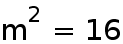 m² = 16